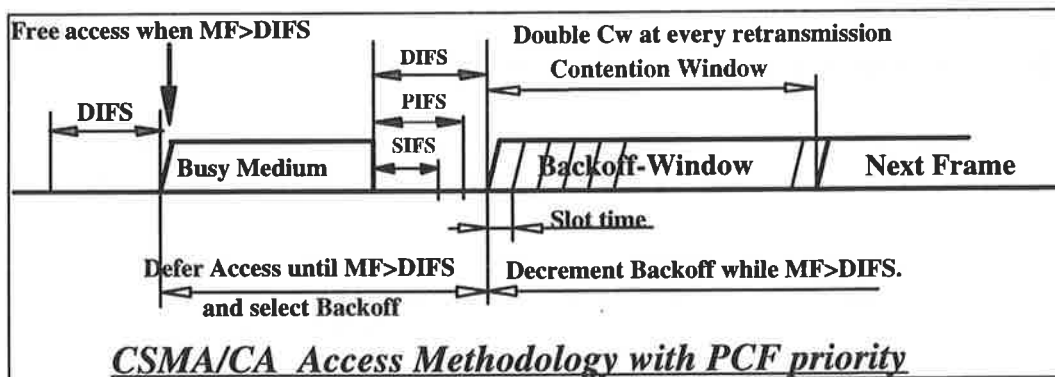 Free access when MF>DIFS
Double Cw at every retransmission
DIFS
Contention Window
DIFS
PIFS
SIFS
Busy Medium
Backoff-Window
Next Frame
Slot time
Defer Access until MF>DIFS
and select Backoff
Decrement Backoff while MF>DIFS.
CSMA/CA Access Methodology with PCF priority